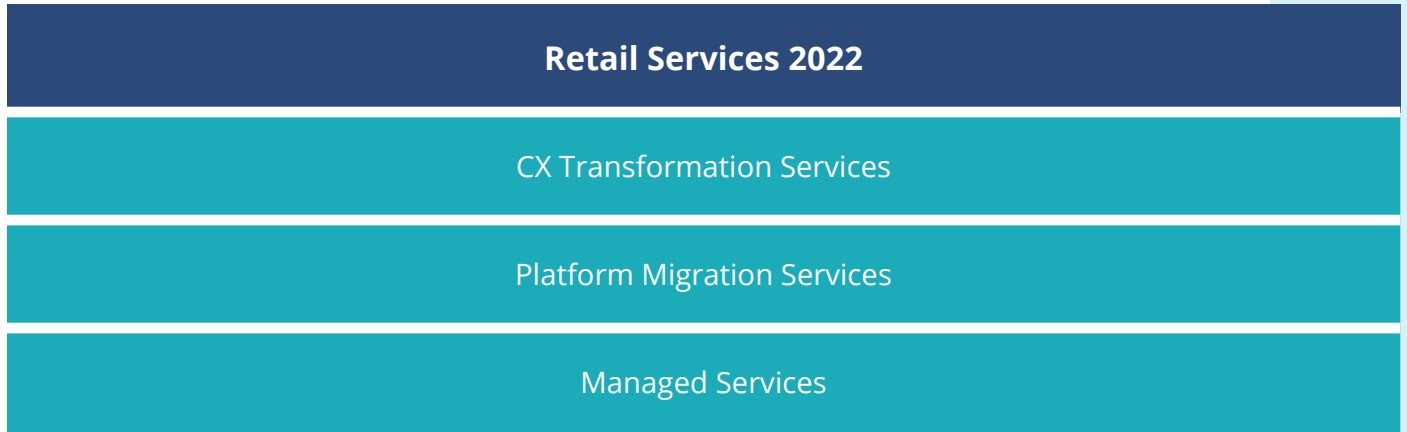 Retail Services 2022
CX Transformation Services
Platform Migration Services
Managed Services